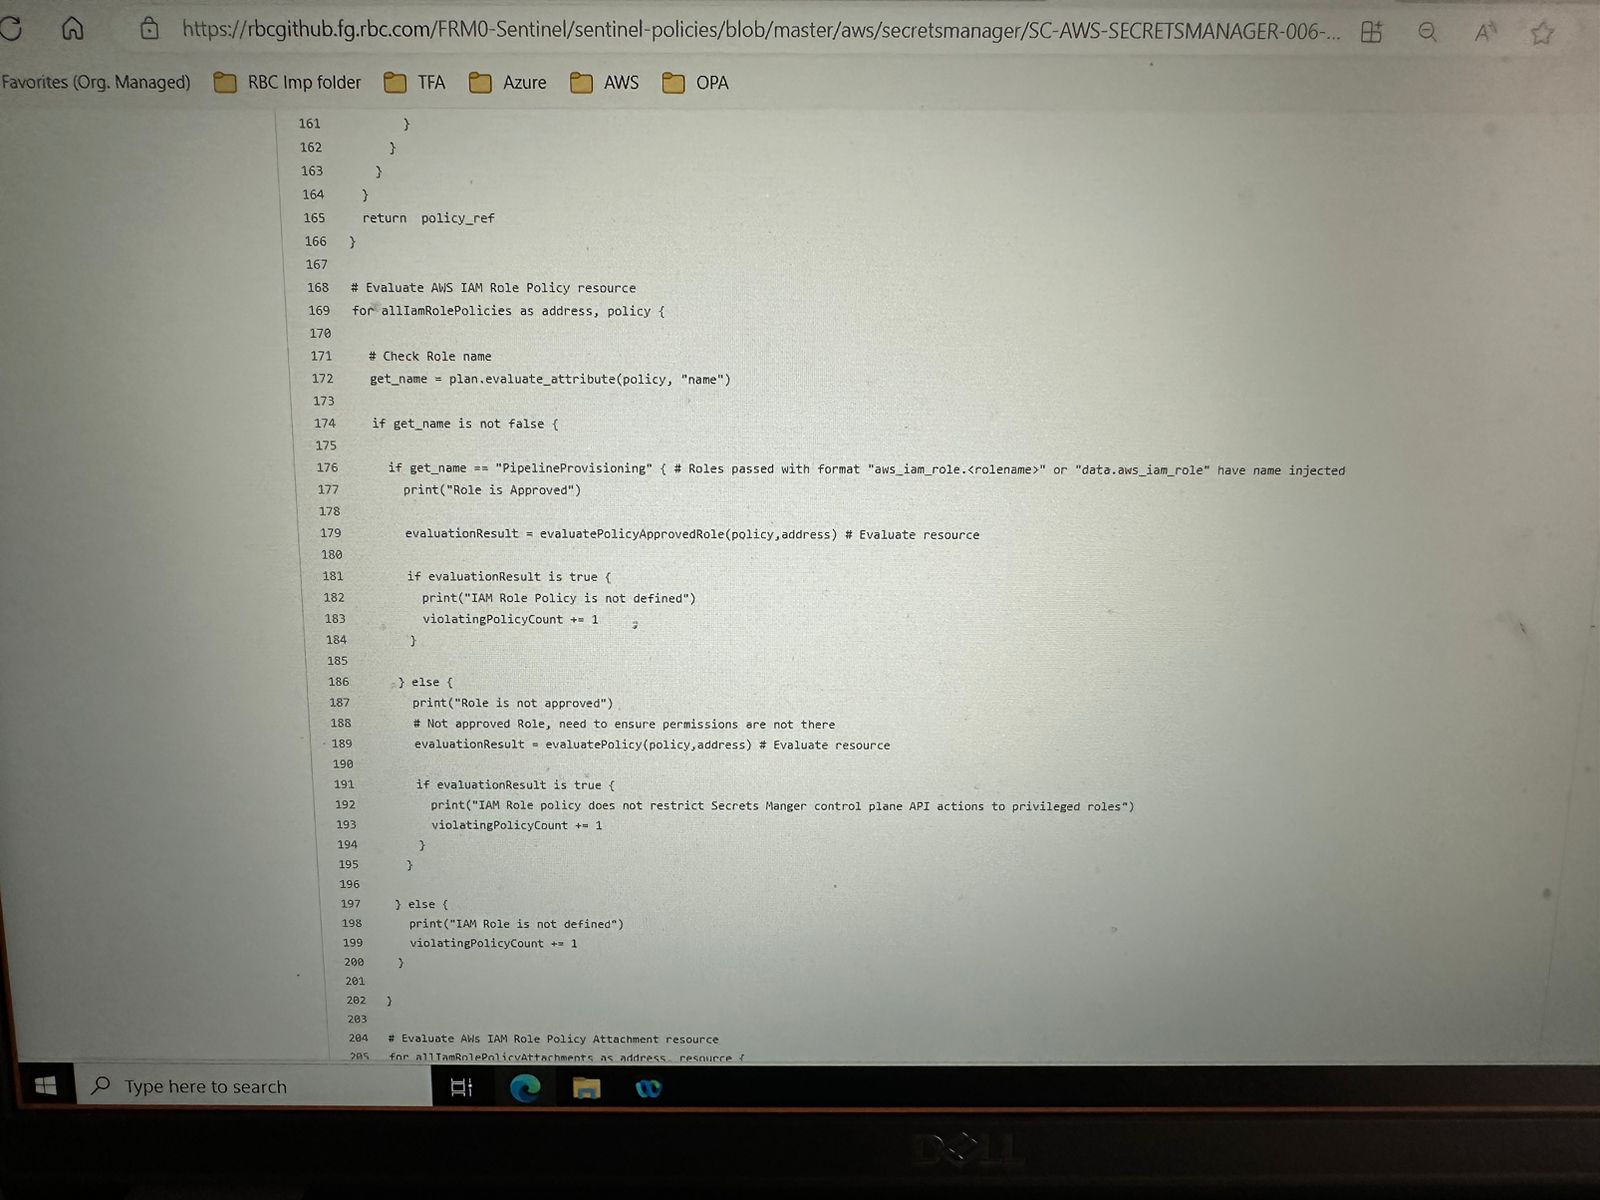 https://rbcgithub.fg.rbc.com/FRM0-Sentinel/sentinel-policies/blob/master/aws/secretsmanager/SC-AWS-SECRETSMANAGER-006-...
Favorites (Org. Managed) RBC Imp folder TFA Azure AWS OPA
161 }
162 }
163 }
164 }
165 return policy_ref
166 }
167
168 # Evaluate AWS IAM Role Policy resource
169 for allIamRolePolicies as address, policy {
170
171 # Check Role name
172 get_name = plan.evaluate_attribute(policy, "name")
173
174 if get_name is not false {
175
176 if get_name == "PipelineProvisioning" { # Roles passed with format "aws_iam_role.<rolename>" or "data.aws_iam_role" have name injected
177 print("Role is Approved")
178
179 evaluationResult = evaluatePolicyApprovedRole(policy,address) # Evaluate resource
180
181 if evaluationResult is true {
182 print("IAM Role Policy is not defined")
183 violatingPolicyCount += 1
184 }
185
186 } else {
187 print("Role is not approved")
188 # Not approved Role, need to ensure permissions are not there
189 evaluationResult = evaluatePolicy(policy,address) # Evaluate resource
190
191 if evaluationResult is true {
192 print("IAM Role policy does not restrict Secrets Manger control plane API actions to privileged roles")
193 violatingPolicyCount += 1
194 }
195 }
196
197 } else {
198 print("IAM Role is not defined")
199 violatingPolicyCount += 1
200 }
201
202 }
203
204 # Evaluate AWs IAM Role Policy Attachment resource
205 for allIamRolePolicyAttachments as address, resource {
Type here to search
DELL